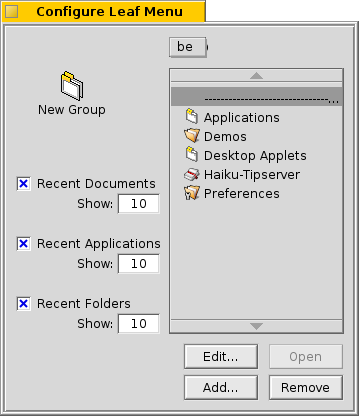 Configure Leaf Menu
be
New Group
---------------------------------...
Applications
Demos
Desktop Applets
Haiku-Tipserver
Preferences
Recent Documents
Show: 10
Recent Applications
Show: 10
Recent Folders
Show: 10
Edit...
Open
Add...
Remove